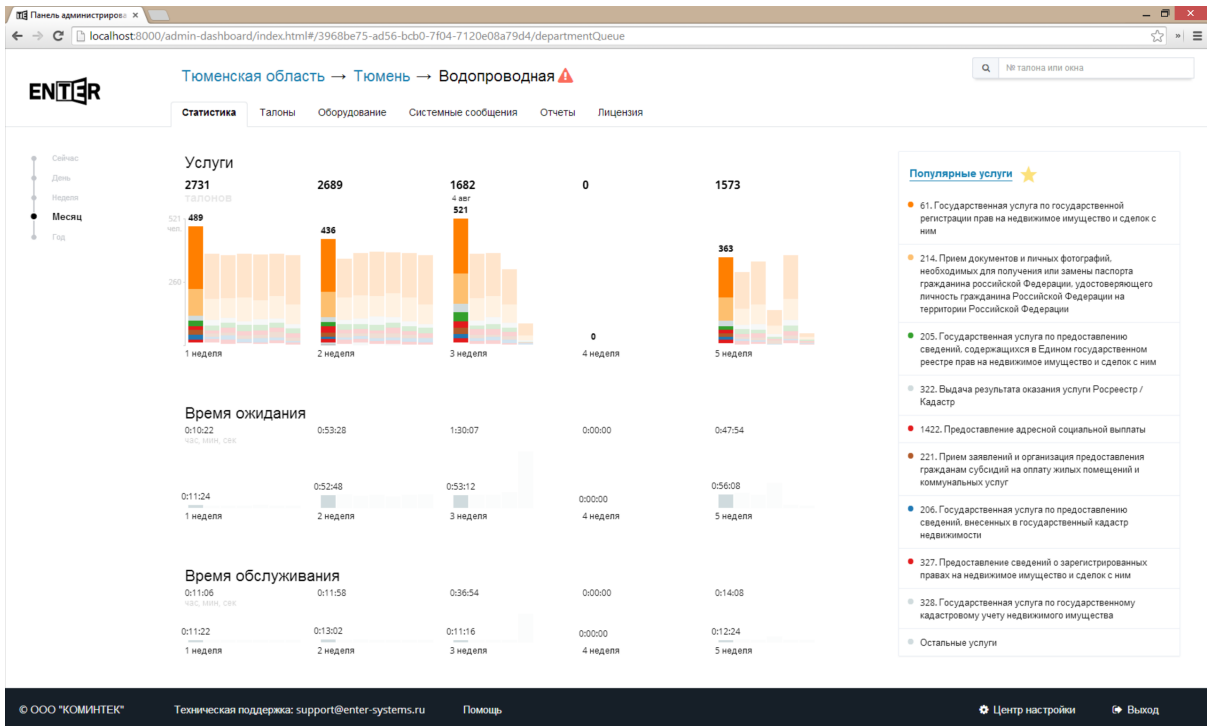 Панель администрирова ×
localhost:8000/admin-dashboard/index.html#/3968be75-ad56-bcb0-7f04-7120e08a79d4/departmentQueue
ENTER
Тюменская область → Тюмень → Водопроводная
№ талона или окна
Статистика Талоны Оборудование Системные сообщения Отчеты Лицензия
Сейчас
День
Неделя
Месяц
Год
Услуги
2731 2689 1682 0 1573
талонов
4 авг
521
чел.
260
489 436 521 0 363
1 неделя 2 неделя 3 неделя 4 неделя 5 неделя
Время ожидания
0:10:22 0:53:28 1:30:07 0:00:00 0:47:54
час, мин, сек
0:11:24 0:52:48 0:53:12 0:00:00 0:56:08
1 неделя 2 неделя 3 неделя 4 неделя 5 неделя
Время обслуживания
0:11:06 0:11:58 0:36:54 0:00:00 0:14:08
час, мин, сек
0:11:22 0:13:02 0:11:16 0:00:00 0:12:24
1 неделя 2 неделя 3 неделя 4 неделя 5 неделя
Популярные услуги
61. Государственная услуга по государственной
регистрации прав на недвижимое имущество и сделок с
ним
214. Прием документов и личных фотографий,
необходимых для получения или замены паспорта
гражданина российской Федерации, удостоверяющего
личность гражданина Российской Федерации на
территории Российской Федерации
205. Государственная услуга по предоставлению
сведений, содержащихся в Едином государственном
реестре прав на недвижимое имущество и сделок с ним
322. Выдача результата оказания услуги Росреестр /
Кадастр
1422. Предоставление адресной социальной выплаты
221. Прием заявлений и организация предоставления
гражданам субсидий на оплату жилых помещений и
коммунальных услуг
206. Государственная услуга по предоставлению
сведений, внесенных в государственный кадастр
недвижимости
327. Предоставление сведений о зарегистрированных
правах на недвижимое имущество и сделок с ним
328. Государственная услуга по государственному
кадастровому учету недвижимого имущества
Остальные услуги
© ООО "КОМИНТЕК" Техническая поддержка: support@enter-systems.ru Помощь Центр настройки Выход